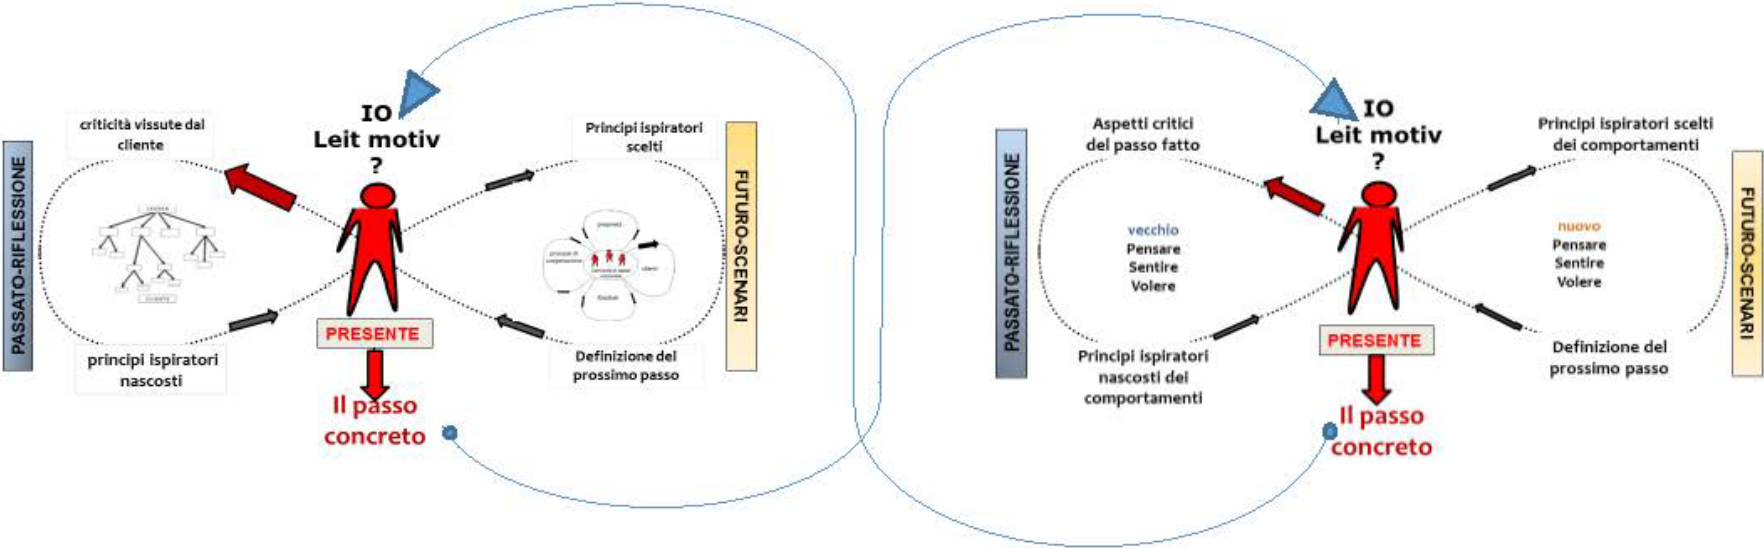 PASSATO-RIFLESSIONE
criticità vissute dal
cliente
principi ispiratori
nascosti
IO
Leit motiv
?
PRESENTE
Il passo
concreto
Principi ispiratori
scelti
Definizione del
prossimo passo
FUTURO-SCENARI
PASSATO-RIFLESSIONE
Aspetti critici
del passo fatto
vecchio
Pensare
Sentire
Volere
Principi ispiratori
nascosti dei
comportamenti
IO
Leit motiv
?
PRESENTE
Il passo
concreto
Principi ispiratori scelti
dei comportamenti
nuovo
Pensare
Sentire
Volere
Definizione del
prossimo passo
FUTURO-SCENARI